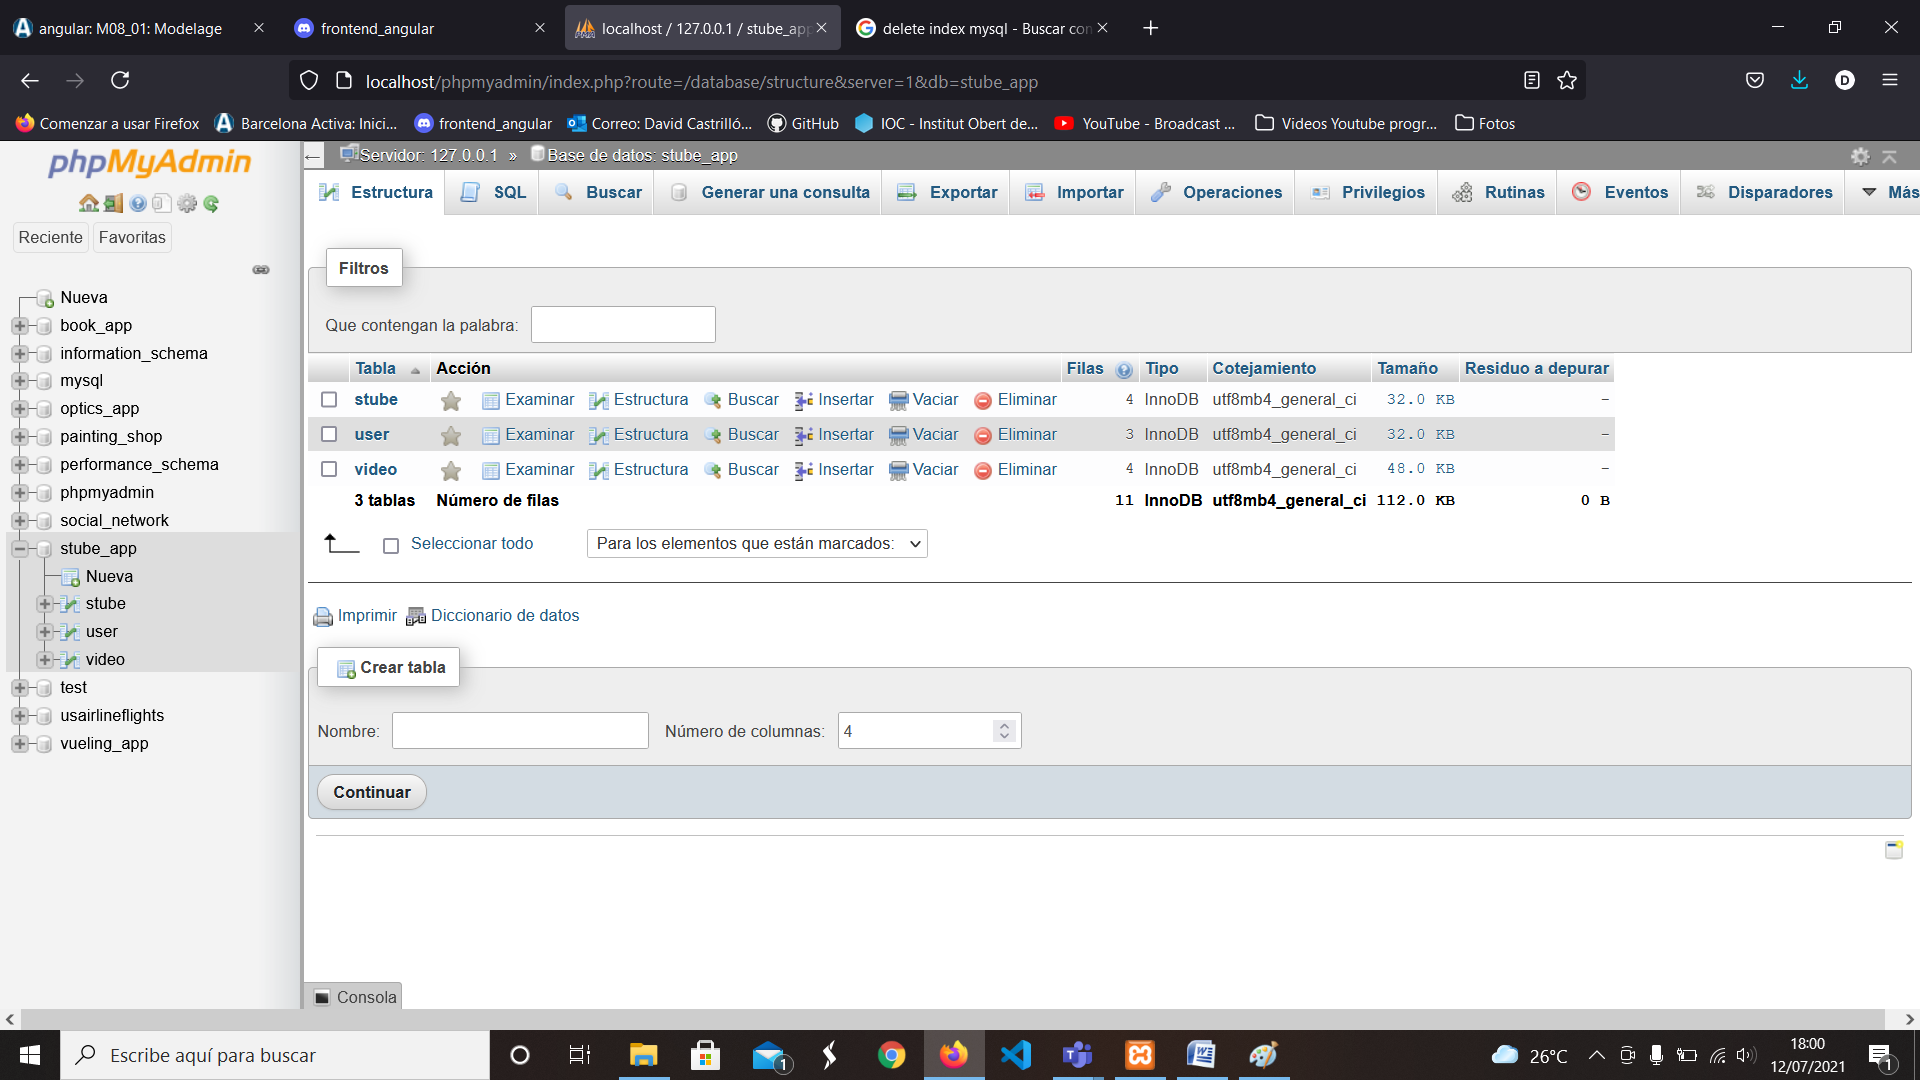 angular: M08_01: Modelage
frontend_angular
localhost / 127.0.0.1 / stube_app
delete index mysql - Buscar con
localhost/phpmyadmin/index.php?route=/database/structure&server=1&db=stube_app
D
Comenzar a usar Firefox
Barcelona Activa: Inici...
frontend_angular
Correo: David Castrilló...
GitHub
IOC - Institut Obert de...
YouTube - Broadcast ...
Videos Youtube progr...
Fotos
phpMyAdmin
Reciente
Favoritas
Nueva
book_app
information_schema
mysql
optics_app
painting_shop
performance_schema
phpmyadmin
social_network
stube_app
Nueva
stube
user
video
test
usairlineflights
vueling_app
Servidor: 127.0.0.1 » Base de datos: stube_app
Estructura
SQL
Buscar
Generar una consulta
Exportar
Importar
Operaciones
Privilegios
Rutinas
Eventos
Disparadores
Más
Filtros
Que contengan la palabra:
Tabla Acción Filas Tipo Cotejamiento Tamaño Residuo a depurar
stube Examinar Estructura Buscar Insertar Vaciar Eliminar 4 InnoDB utf8mb4_general_ci 32.0 KB -
user Examinar Estructura Buscar Insertar Vaciar Eliminar 3 InnoDB utf8mb4_general_ci 32.0 KB -
video Examinar Estructura Buscar Insertar Vaciar Eliminar 4 InnoDB utf8mb4_general_ci 48.0 KB -
3 tablas Número de filas 11 InnoDB utf8mb4_general_ci 112.0 KB 0 B
Seleccionar todo
Para los elementos que están marcados:
Imprimir
Diccionario de datos
Crear tabla
Nombre:
Número de columnas: 4
Continuar
Consola
Escribe aquí para buscar
1
26°C
18:00
12/07/2021
1